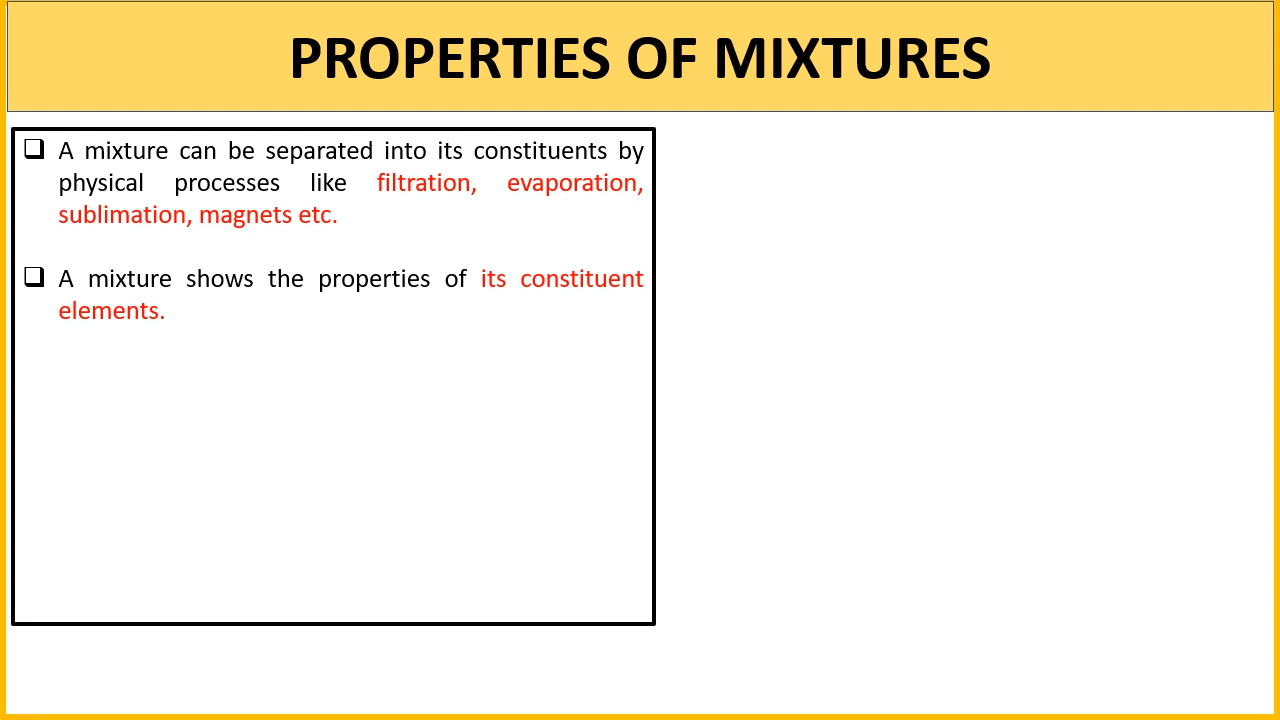 PROPERTIES OF MIXTURES
❑ A mixture can be separated into its constituents by
physical processes like filtration, evaporation,
sublimation, magnets etc.
❑ A mixture shows the properties of its constituent
elements.